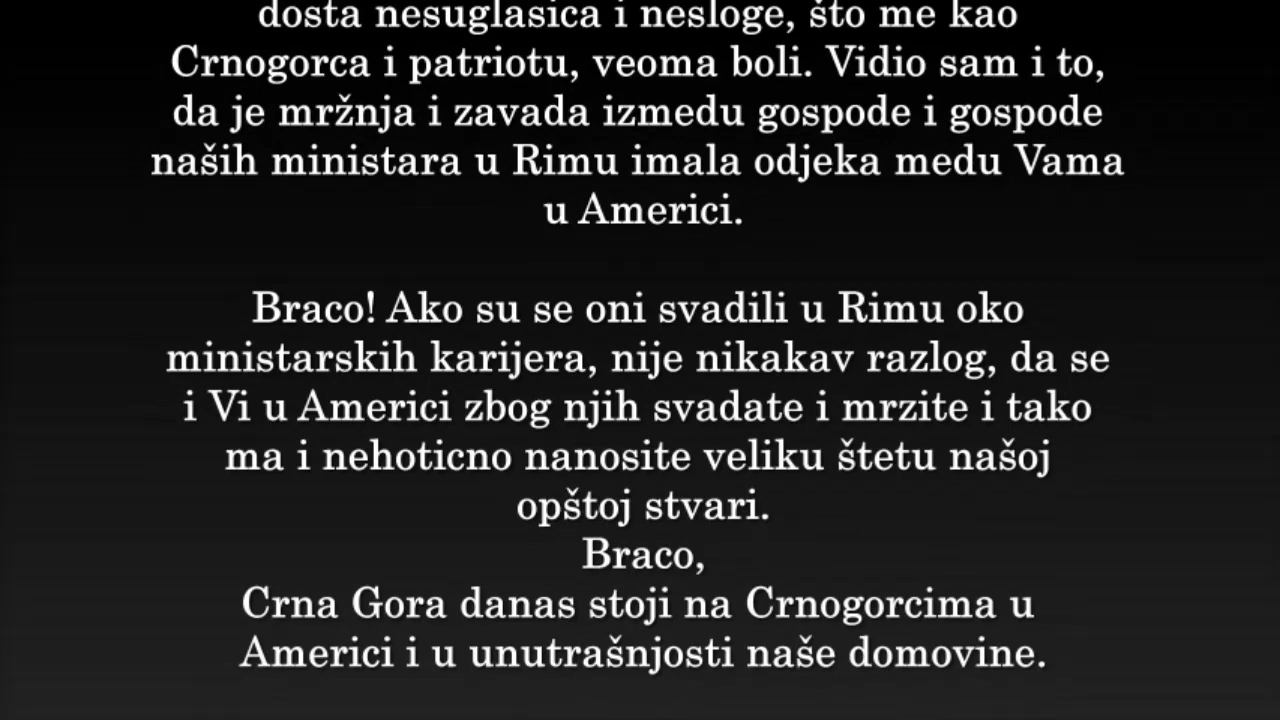 dosta nesuglasica i nesloge, što me kao
Crnogorca i patriotu, veoma boli. Vidio sam i to,
da je mržnja i zavada izmedu gospode i gospode
naših ministara u Rimu imala odjeka medu Vama
u Americi.
Braco! Ako su se oni svadili u Rimu oko
ministarskih karijera, nije nikakav razlog, da se
i Vi u Americi zbog njih svadate i mrzite i tako
ma i nehoticno nanosite veliku štetu našoj
opštoj stvari.
Braco,
Crna Gora danas stoji na Crnogorcima u
Americi i u unutrašnjosti naše domovine.